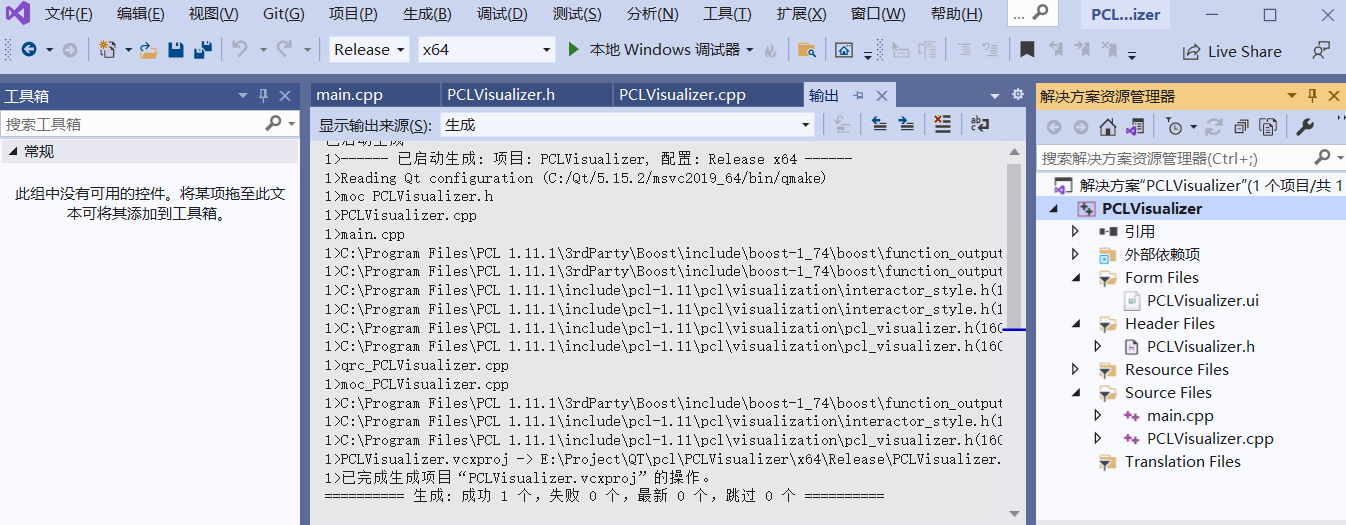 文件(F) 编辑(E) 视图(V) Git(G) 项目(P) 生成(B) 调试(D) 测试(S) 分析(N) 工具(T) 扩展(X) 窗口(W) 帮助(H) ... PCL...izer
Release x64 本地 Windows 调试器 Live Share
工具箱
搜索工具箱
常规
此组中没有可用的控件。将某项拖至此文
本可将其添加到工具箱。
main.cpp PCLVisualizer.h PCLVisualizer.cpp 输出
显示输出来源(S): 生成
已启动生成
1>------ 已启动生成: 项目: PCLVisualizer, 配置: Release x64 ------
1>Reading Qt configuration (C:/Qt/5.15.2/msvc2019_64/bin/qmake)
1>moc PCLVisualizer.h
1>PCLVisualizer.cpp
1>main.cpp
1>C:\Program Files\PCL 1.11.1\3rdParty\Boost\include\boost-1_74\boost\function_output
1>C:\Program Files\PCL 1.11.1\3rdParty\Boost\include\boost-1_74\boost\function_output
1>C:\Program Files\PCL 1.11.1\include\pcl-1.11\pcl\visualization\interactor_style.h(1
1>C:\Program Files\PCL 1.11.1\include\pcl-1.11\pcl\visualization\interactor_style.h(1
1>C:\Program Files\PCL 1.11.1\include\pcl-1.11\pcl\visualization\pcl_visualizer.h(160
1>C:\Program Files\PCL 1.11.1\include\pcl-1.11\pcl\visualization\pcl_visualizer.h(160
1>qrc_PCLVisualizer.cpp
1>moc_PCLVisualizer.cpp
1>C:\Program Files\PCL 1.11.1\3rdParty\Boost\include\boost-1_74\boost\function_output
1>C:\Program Files\PCL 1.11.1\include\pcl-1.11\pcl\visualization\interactor_style.h(1
1>C:\Program Files\PCL 1.11.1\include\pcl-1.11\pcl\visualization\pcl_visualizer.h(160
1>PCLVisualizer.vcxproj -> E:\Project\QT\pcl\PCLVisualizer\x64\Release\PCLVisualizer.
1>已完成生成项目“PCLVisualizer.vcxproj”的操作。
========== 生成: 成功 1 个，失败 0 个，最新 0 个，跳过 0 个 ==========
解决方案资源管理器
搜索解决方案资源管理器(Ctrl+;)
解决方案“PCLVisualizer”(1 个项目/共 1
PCLVisualizer
引用
外部依赖项
Form Files
PCLVisualizer.ui
Header Files
PCLVisualizer.h
Resource Files
Source Files
main.cpp
PCLVisualizer.cpp
Translation Files